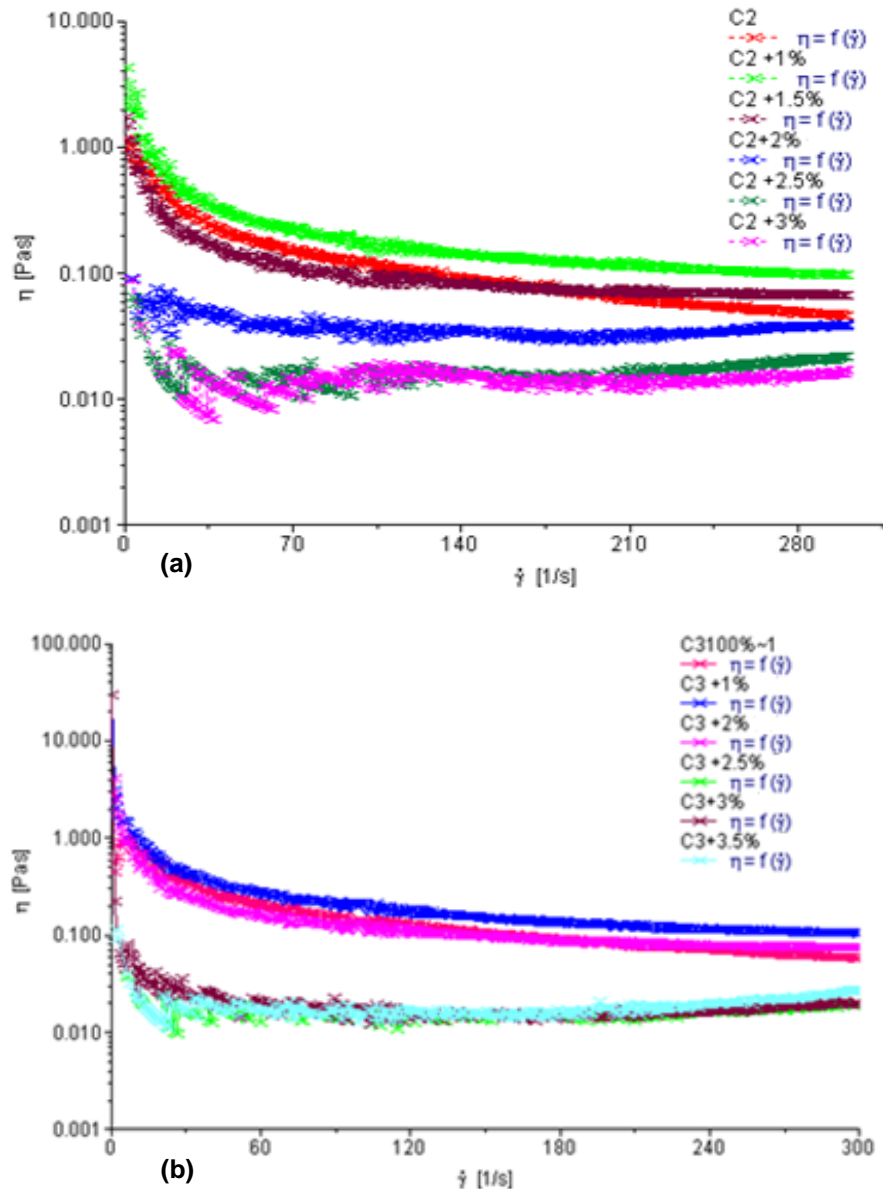 C2
η = f (γ̇)
C2 +1%
η = f (γ̇)
C2 +1.5%
η = f (γ̇)
C2+2%
η = f (γ̇)
C2 +2.5%
η = f (γ̇)
C2 +3%
η = f (γ̇)
10.000
1.000
0.100
0.010
0.001
η [Pas]
0 70 140 210 280
(a)
γ̇ [1/s]
C3100%~1
η = f (γ̇)
C3 +1%
η = f (γ̇)
C3 +2%
η = f (γ̇)
C3 +2.5%
η = f (γ̇)
C3+3%
η = f (γ̇)
C3+3.5%
η = f (γ̇)
100.000
10.000
1.000
0.100
0.010
0.001
η [Pas]
0 60 120 180 240 300
(b)
γ̇ [1/s]